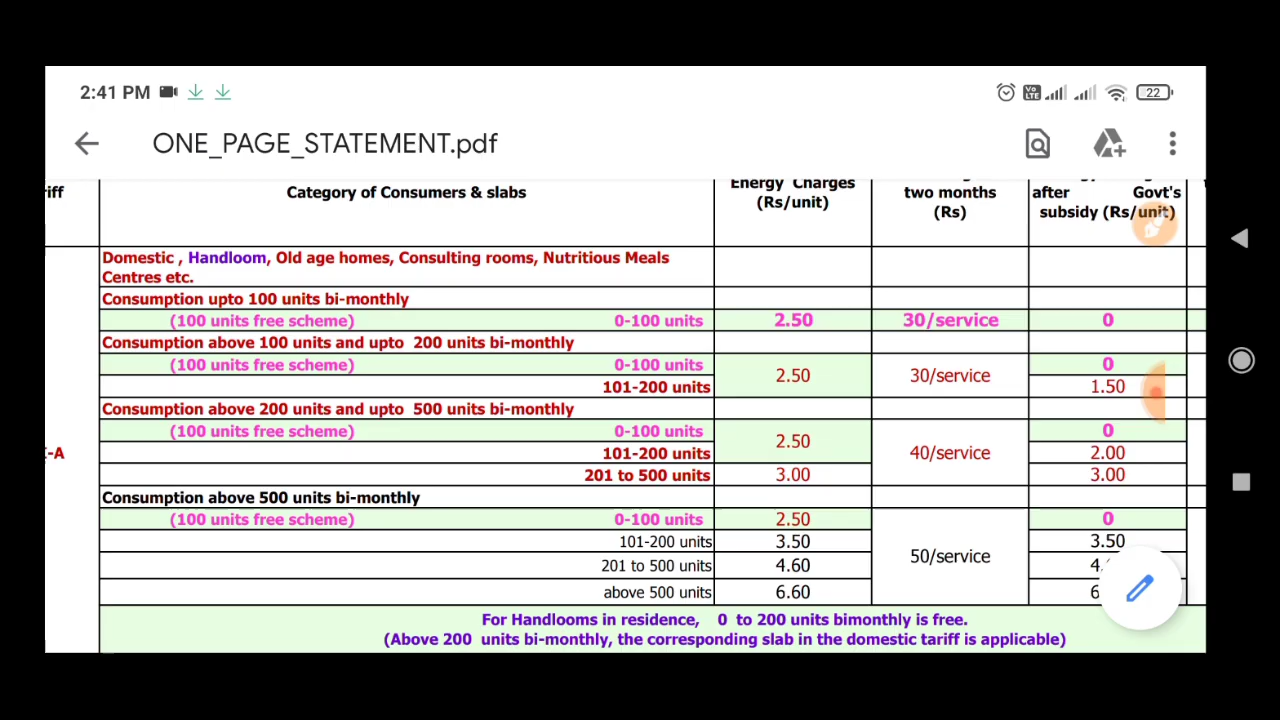 2:41 PM
Vo LTE
22
ONE_PAGE_STATEMENT.pdf
iff
Category of Consumers & slabs
Energy Charges
(Rs/unit)
two months
(Rs)
after Govt's
subsidy (Rs/unit)
Domestic , Handloom, Old age homes, Consulting rooms, Nutritious Meals
Centres etc.
Consumption upto 100 units bi-monthly
(100 units free scheme) 0-100 units 2.50 30/service 0
Consumption above 100 units and upto 200 units bi-monthly
(100 units free scheme) 0-100 units 2.50 30/service 0
101-200 units 1.50
Consumption above 200 units and upto 500 units bi-monthly
(100 units free scheme) 0-100 units 2.50 0
-A
101-200 units 40/service 2.00
201 to 500 units 3.00 3.00
Consumption above 500 units bi-monthly
(100 units free scheme) 0-100 units 2.50 0
101-200 units 3.50 50/service 3.50
201 to 500 units 4.60 4.
above 500 units 6.60 6
For Handlooms in residence, 0 to 200 units bimonthly is free.
(Above 200 units bi-monthly, the corresponding slab in the domestic tariff is applicable)